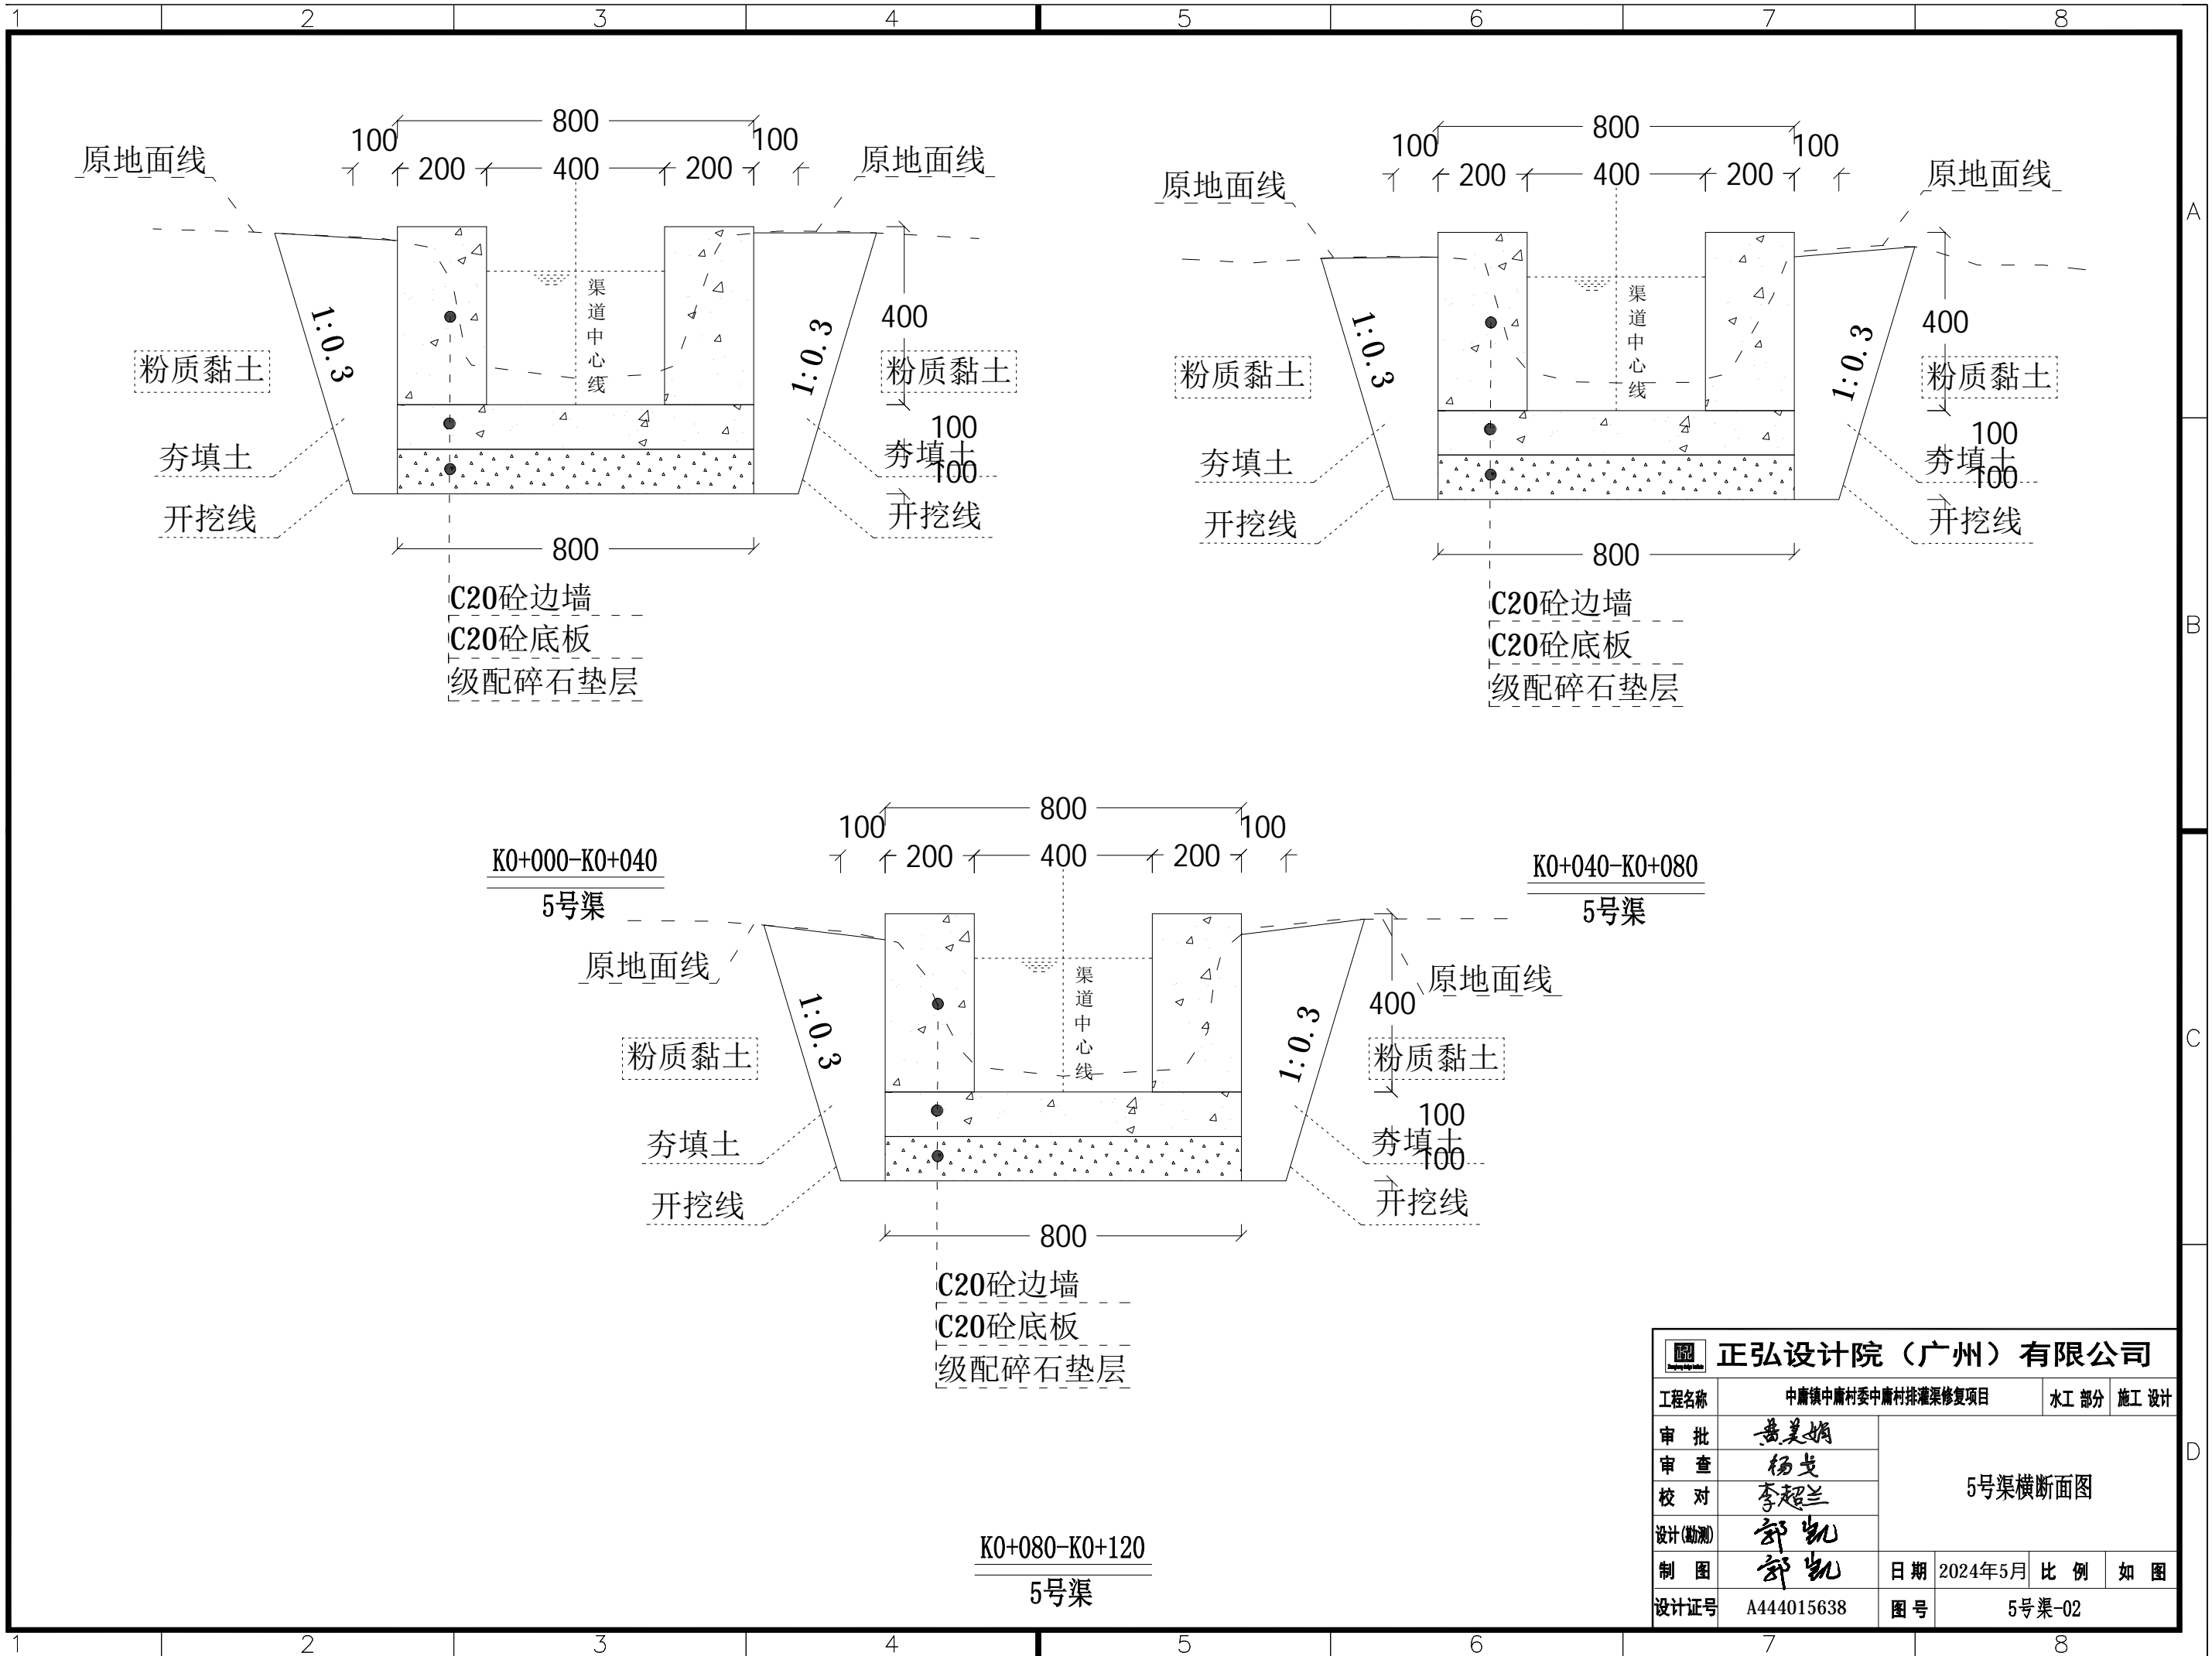 1 2 3 4 5 6 7 8
A
B
C
D
800
100 100
200 400 200
原地面线 原地面线
渠道中心线
1:0.3 1:0.3
400
粉质黏土 粉质黏土
100
夯填土 夯填土
100
开挖线 开挖线
800
C20砼边墙
C20砼底板
级配碎石垫层
K0+000-K0+040
5号渠
800
100 100
200 400 200
原地面线 原地面线
渠道中心线
1:0.3 1:0.3
400
粉质黏土 粉质黏土
100
夯填土 夯填土
100
开挖线 开挖线
800
C20砼边墙
C20砼底板
级配碎石垫层
K0+040-K0+080
5号渠
800
100 100
200 400 200
原地面线 原地面线
渠道中心线
1:0.3 1:0.3
400
粉质黏土 粉质黏土
100
夯填土 夯填土
100
开挖线 开挖线
800
C20砼边墙
C20砼底板
级配碎石垫层
K0+080-K0+120
5号渠
正弘设计院（广州）有限公司
工程名称 中庸镇中庸村委中庸村排灌渠修复项目 水工 部分 施工 设计
审 批 黄美娟
审 查 杨戈
校 对 李超兰
5号渠横断面图
设计(勘测) 郭凯
制 图 郭凯 日 期 2024年5月 比 例 如 图
设计证号 A444015638 图 号 5号渠-02
1 2 3 4 5 6 7 8